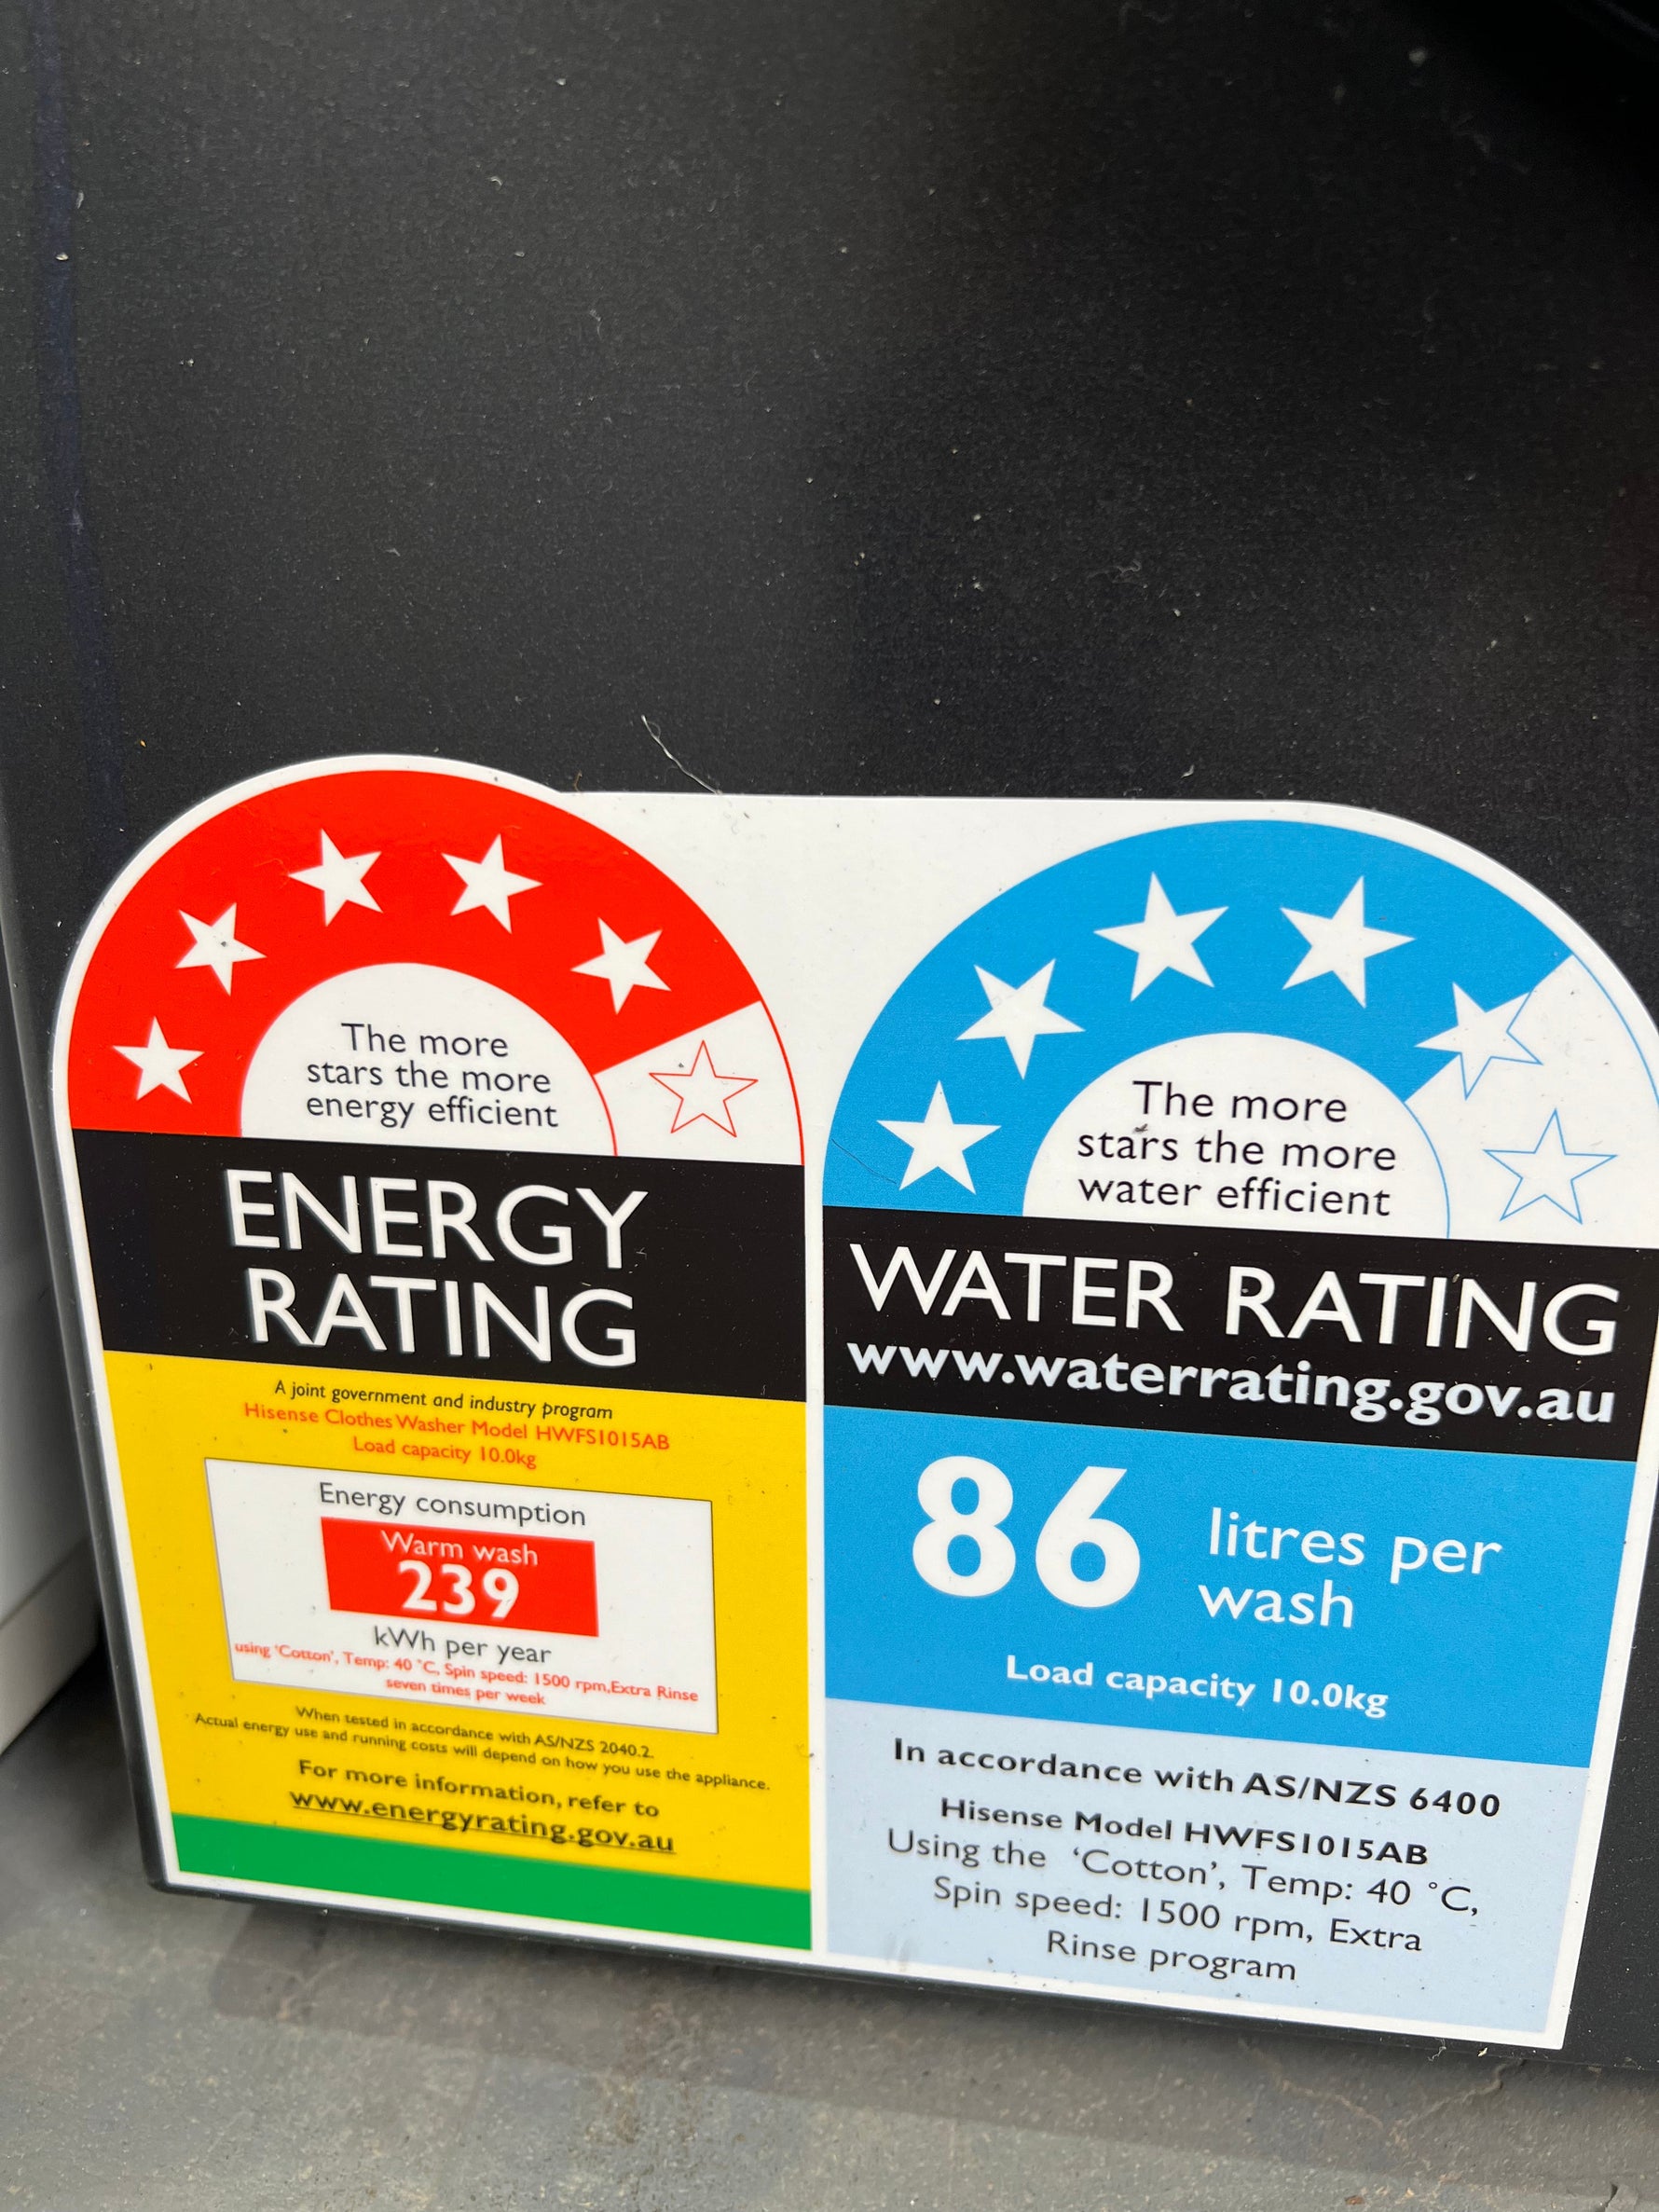 The more
stars the more
energy efficient
ENERGY
RATING
A joint government and industry program
Hisense Clothes Washer Model HWFS1015AB
Load capacity 10.0kg
Energy consumption
Warm wash
239
kWh per year
using ‘Cotton’, Temp: 40 °C, Spin speed: 1500 rpm,Extra Rinse
seven times per week
When tested in accordance with AS/NZS 2040.2.
Actual energy use and running costs will depend on how you use the appliance.
For more information, refer to
www.energyrating.gov.au
The more
stars the more
water efficient
WATER RATING
www.waterrating.gov.au
86 litres per
wash
Load capacity 10.0kg
In accordance with AS/NZS 6400
Hisense Model HWFS1015AB
Using the ‘Cotton’, Temp: 40 °C,
Spin speed: 1500 rpm, Extra
Rinse program